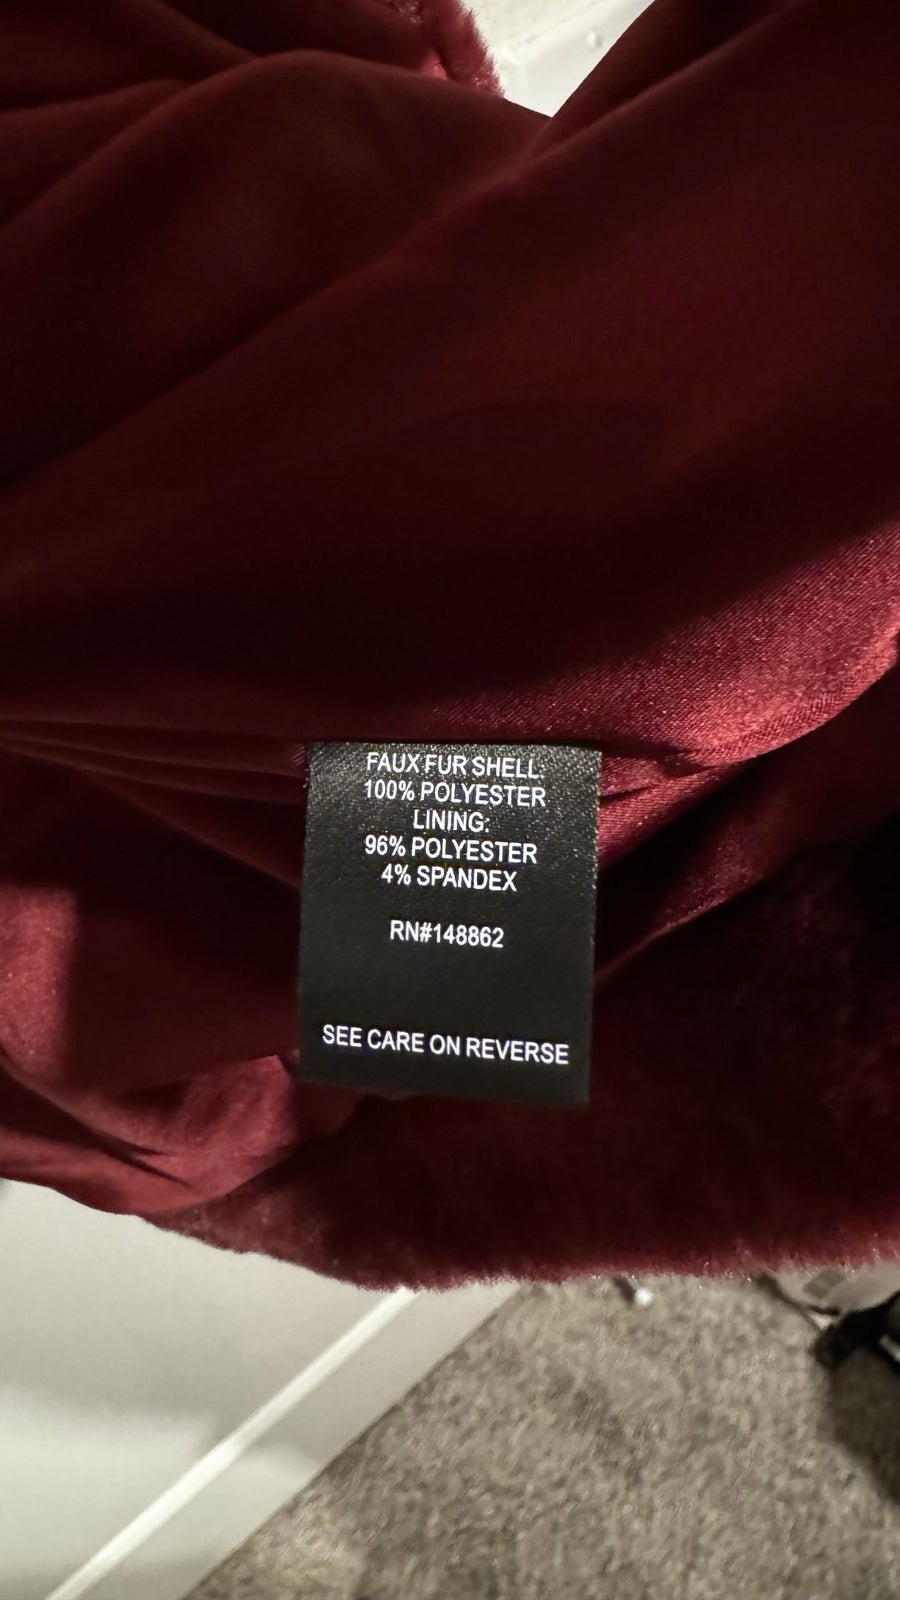 FAUX FUR SHELL:
100% POLYESTER
LINING:
96% POLYESTER
4% SPANDEX
RN#148862
SEE CARE ON REVERSE